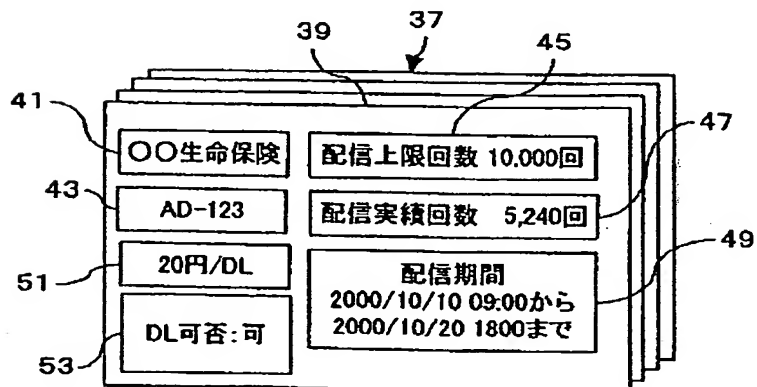 37
39
45
41
〇〇生命保険
配信上限回数 10,000回
47
43
AD-123
配信実績回数 5,240回
49
51
20円/DL
配信期間
2000/10/10 09:00から
2000/10/20 1800まで
53
DL可否:可